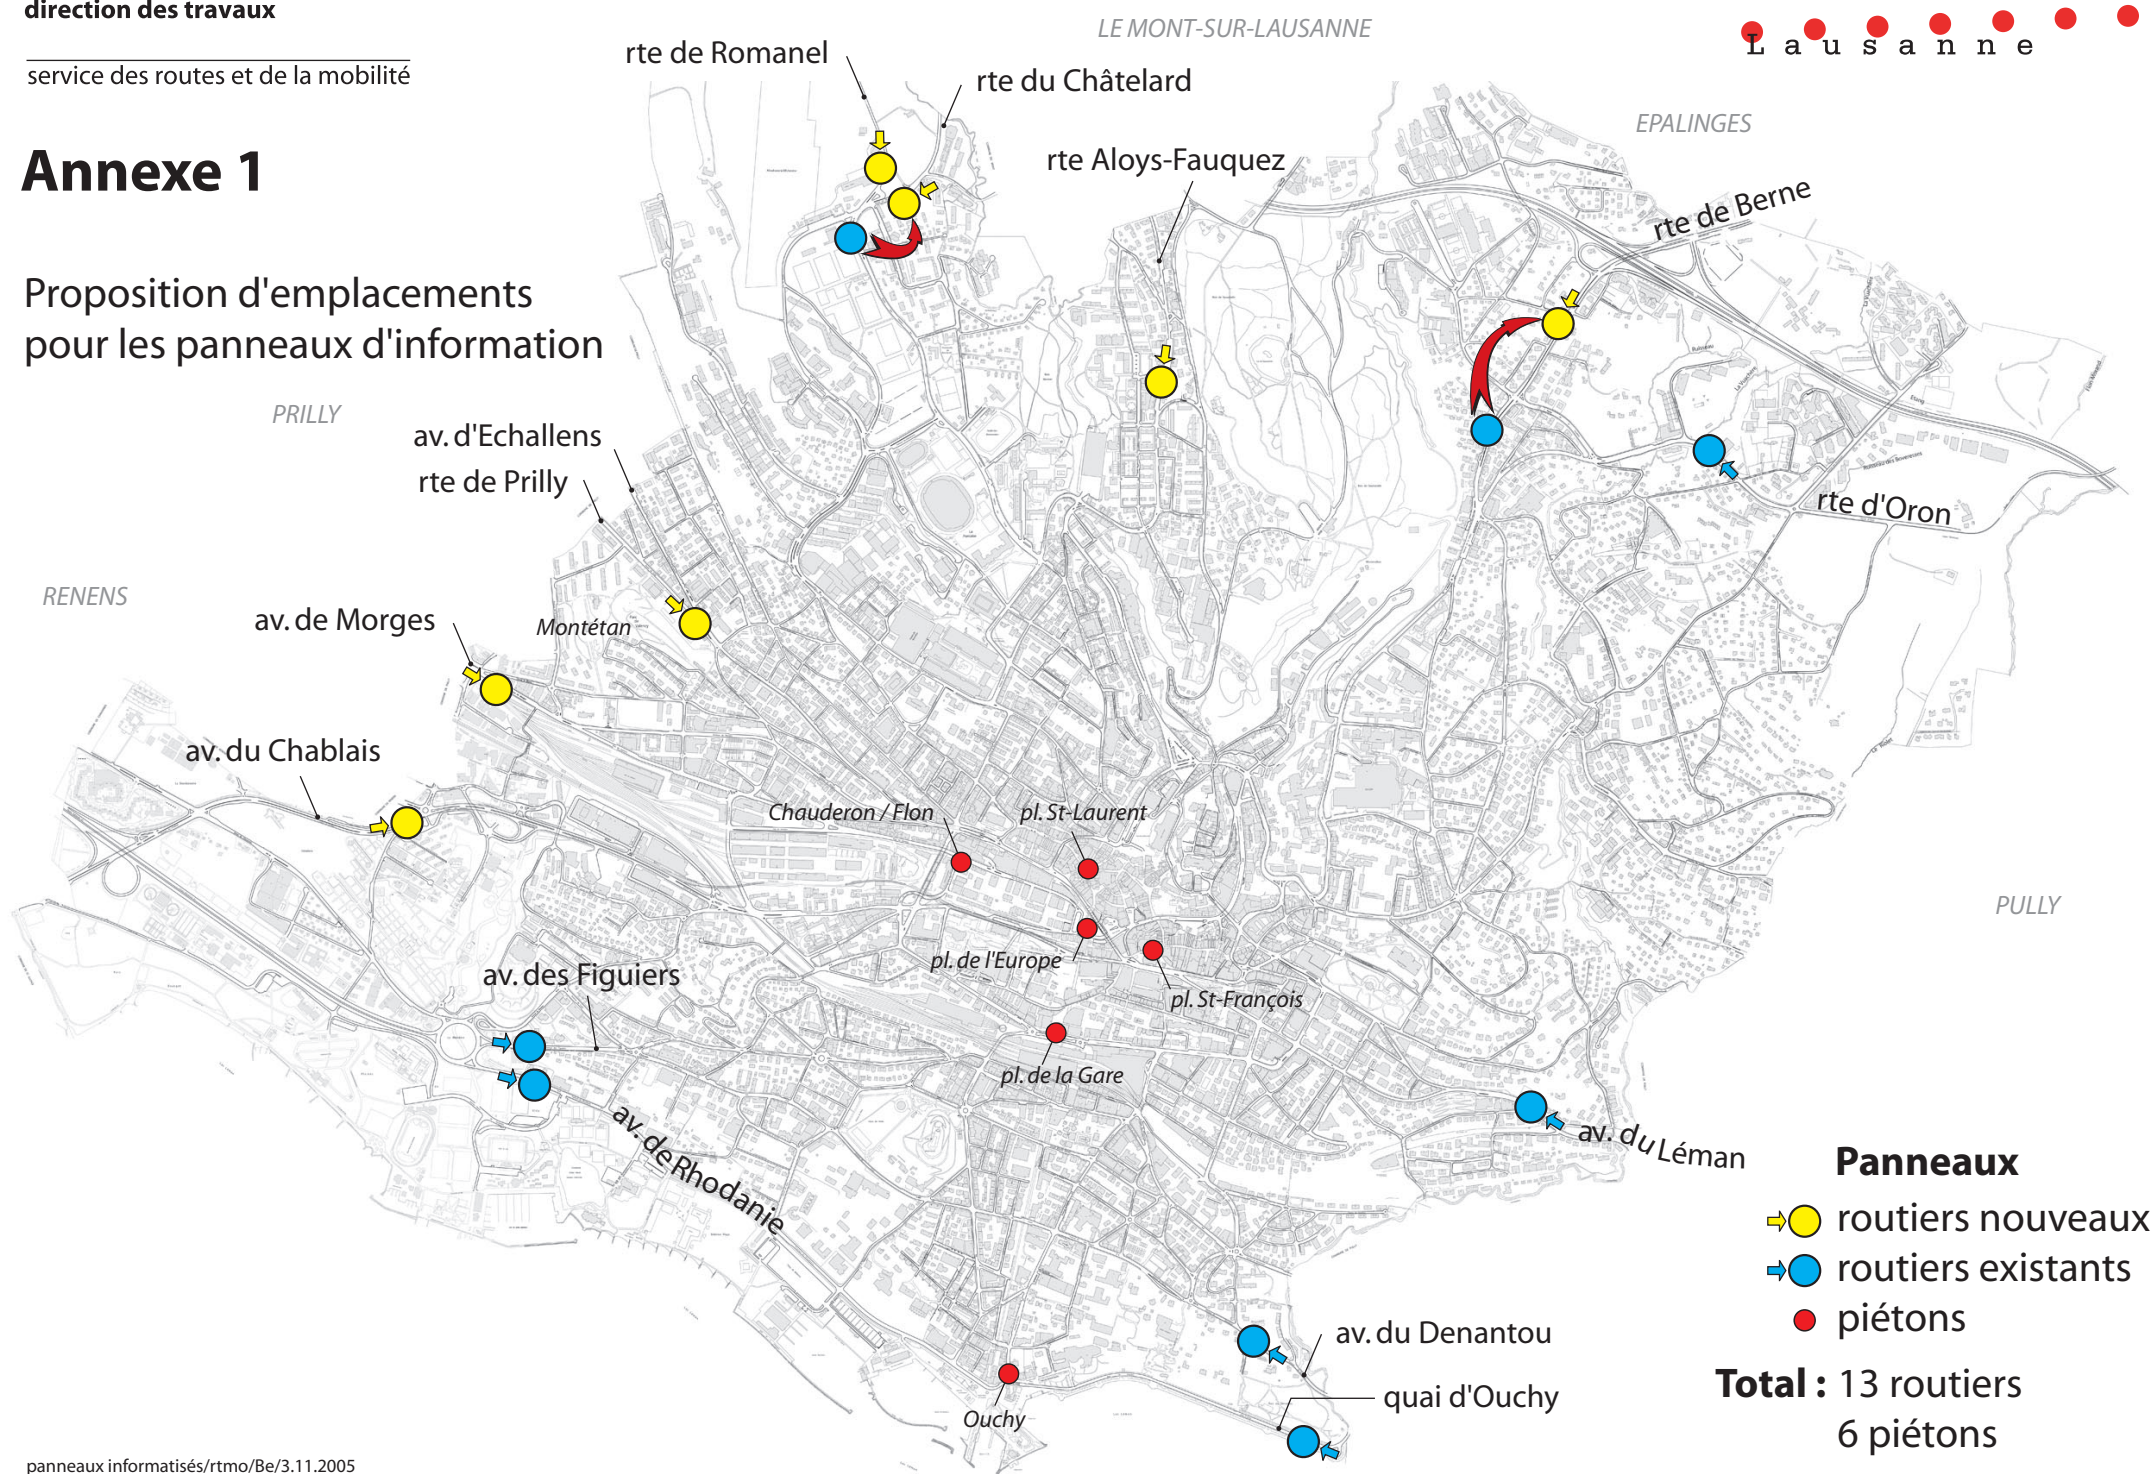 direction des travaux
service des routes et de la mobilité
Lausanne
Annexe 1
Proposition d'emplacements
pour les panneaux d'information
LE MONT-SUR-LAUSANNE
EPALINGES
PRILLY
RENENS
PULLY
rte de Romanel
rte du Châtelard
rte Aloys-Fauquez
rte de Berne
rte d'Oron
av. d'Echallens
rte de Prilly
Montétan
av. de Morges
av. du Chablais
Chauderon / Flon
pl. St-Laurent
pl. de l'Europe
pl. St-François
pl. de la Gare
av. des Figuiers
av. de Rhodanie
av. du Léman
av. du Denantou
quai d'Ouchy
Ouchy
Panneaux
routiers nouveaux
routiers existants
piétons
Total : 13 routiers
6 piétons
panneaux informatisés/rtmo/Be/3.11.2005